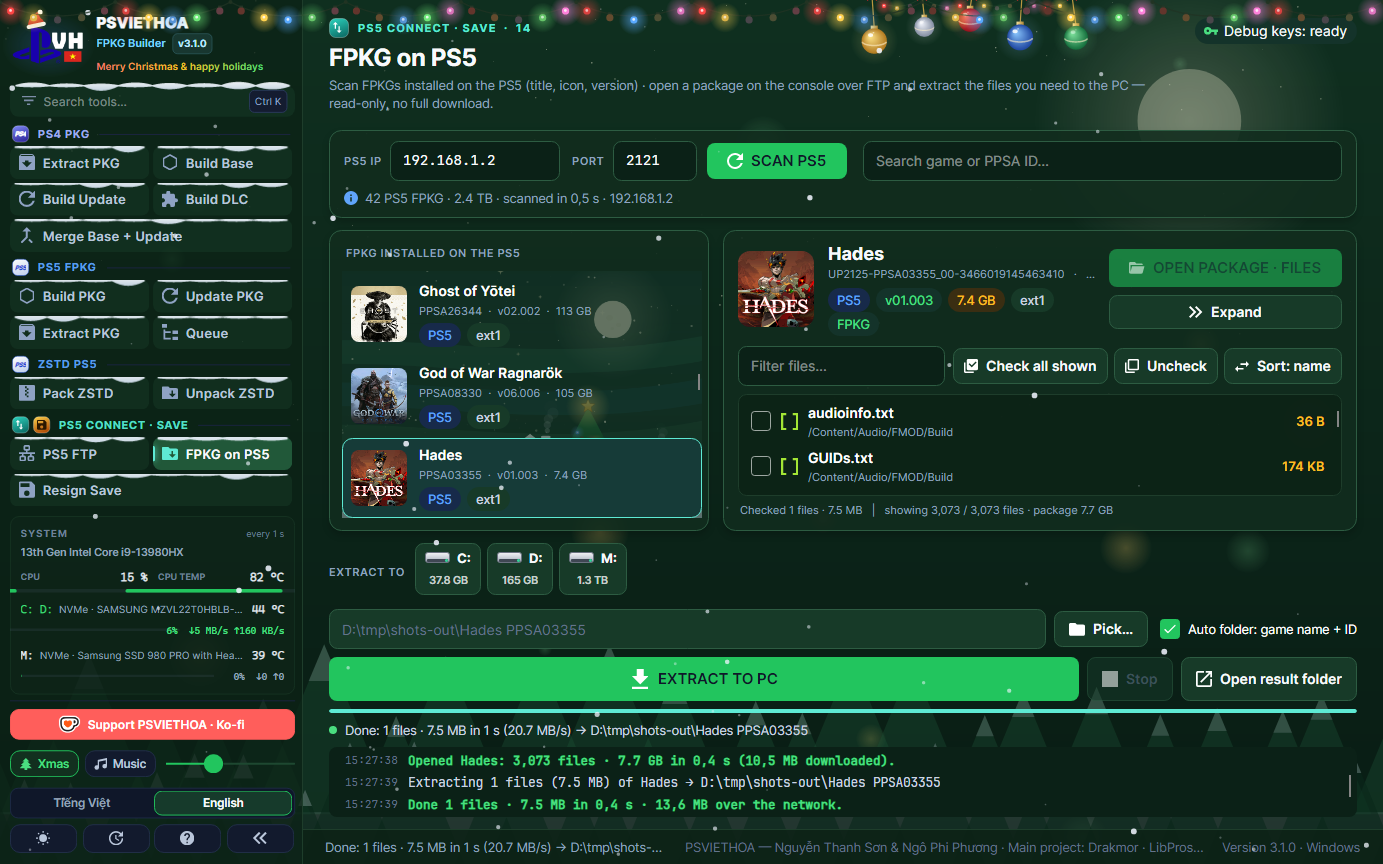 PSVIETHOA
FPKG Builder v3.1.0
Merry Christmas & happy holidays
VH
Search tools... Ctrl K
PS4 PKG
Extract PKG
Build Base
Build Update
Build DLC
Merge Base + Update
PS5 FPKG
Build PKG
Update PKG
Extract PKG
Queue
ZSTD PS5
Pack ZSTD
Unpack ZSTD
PS5 CONNECT · SAVE
PS5 FTP
FPKG on PS5
Resign Save
SYSTEM every 1 s
13th Gen Intel Core i9-13980HX
CPU 15 % CPU TEMP 82 °C
C: D: NVMe · SAMSUNG MZVL22T0HBLB-... 44 °C
6% ↓5 MB/s ↑160 KB/s
M: NVMe · Samsung SSD 980 PRO with Hea... 39 °C
0% ↓0 ↑0
Support PSVIETHOA · Ko-fi
Xmas
Music
Tiếng Việt
English
PS5 CONNECT · SAVE · 14
Debug keys: ready
FPKG on PS5
Scan FPKGs installed on the PS5 (title, icon, version) · open a package on the console over FTP and extract the files you need to the PC —
read-only, no full download.
PS5 IP 192.168.1.2 PORT 2121 SCAN PS5 Search game or PPSA ID...
42 PS5 FPKG · 2.4 TB · scanned in 0,5 s · 192.168.1.2
FPKG INSTALLED ON THE PS5
Ghost of Yōtei
PPSA26344 · v02.002 · 113 GB
PS5 ext1
God of War Ragnarök
PPSA08330 · v06.006 · 105 GB
PS5 ext1
GOD OF WAR
Hades
PPSA03355 · v01.003 · 7.4 GB
PS5 ext1
HADES
Hades
UP2125-PPSA03355_00-3466019145463410 · ...
PS5 v01.003 7.4 GB ext1
FPKG
HADES
OPEN PACKAGE · FILES
Expand
Filter files... Check all shown Uncheck Sort: name
audioinfo.txt 36 B
/Content/Audio/FMOD/Build
GUIDs.txt 174 KB
/Content/Audio/FMOD/Build
Checked 1 files · 7.5 MB | showing 3,073 / 3,073 files · package 7.7 GB
EXTRACT TO
C: 37.8 GB
D: 165 GB
M: 1.3 TB
D:\tmp\shots-out\Hades PPSA03355 Pick... Auto folder: game name + ID
EXTRACT TO PC Stop Open result folder
Done: 1 files · 7.5 MB in 1 s (20.7 MB/s) → D:\tmp\shots-out\Hades PPSA03355
15:27:38 Opened Hades: 3,073 files · 7.7 GB in 0,4 s (10,5 MB downloaded).
15:27:39 Extracting 1 files (7.5 MB) of Hades → D:\tmp\shots-out\Hades PPSA03355
15:27:39 Done 1 files · 7.5 MB in 0,4 s · 13,6 MB over the network.
Done: 1 files · 7.5 MB in 1 s (20.7 MB/s) → D:\tmp\shots-... PSVIETHOA — Nguyễn Thanh Sơn & Ngô Phi Phương · Main project: Drakmor · LibPros... Version 3.1.0 · Windows